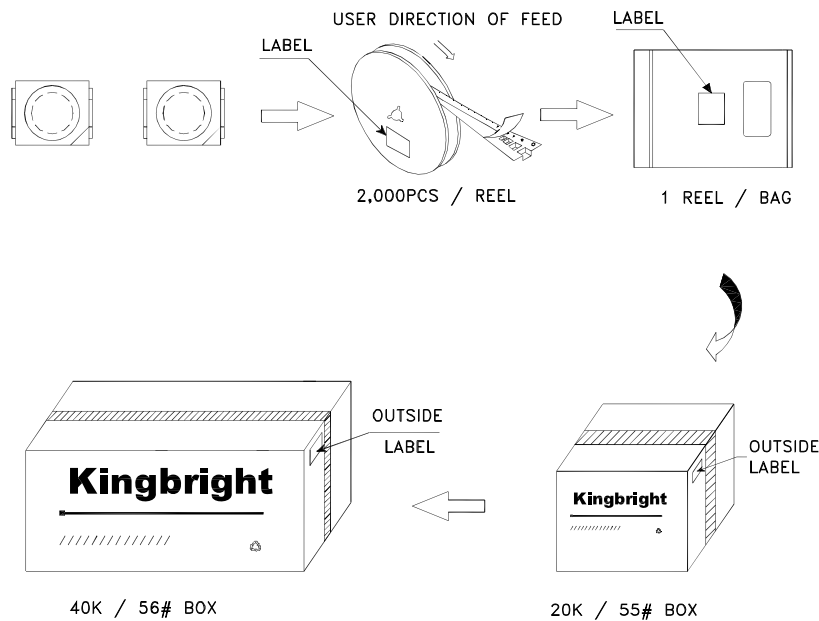 USER DIRECTION OF FEED
LABEL
LABEL
2,000PCS / REEL
1 REEL / BAG
OUTSIDE
LABEL
Kingbright
40K / 56# BOX
OUTSIDE
LABEL
Kingbright
20K / 55# BOX